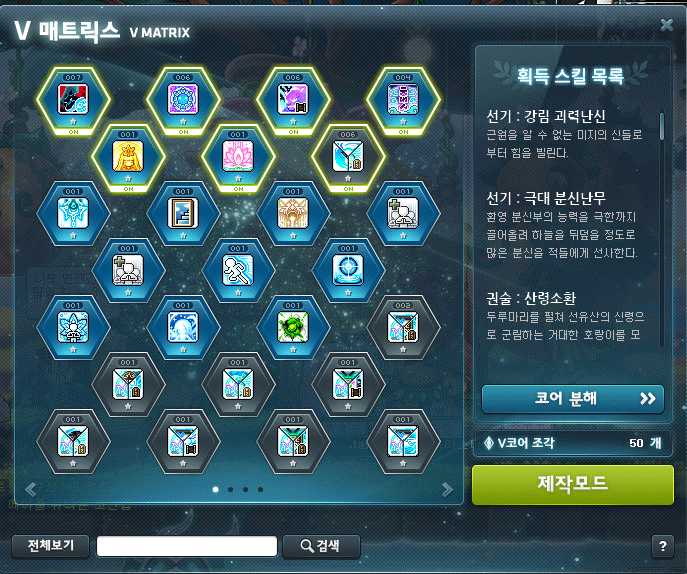 V 매트릭스 V MATRIX
007
006
006
004
ON
ON
ON
ON
001
001
006
ON
ON
ON
001
001
001
001
001
001
001
001
001
001
002
001
001
001
001
001
001
001
획득 스킬 목록
선기 : 강림 괴력난신
근원을 알 수 없는 미지의 신들로
부터 힘을 빌린다.
선기 : 극대 분신난무
환영 분신부의 능력을 극한까지
끌어올려 하늘을 뒤덮을 정도로
많은 분신을 적들에게 선사한다.
권술 : 산령소환
두루마리를 펼쳐 선유산의 신령으
로 군림하는 거대한 호랑이를 모
코어 분해
V코어 조각 50 개
제작모드
전체보기
검색
?